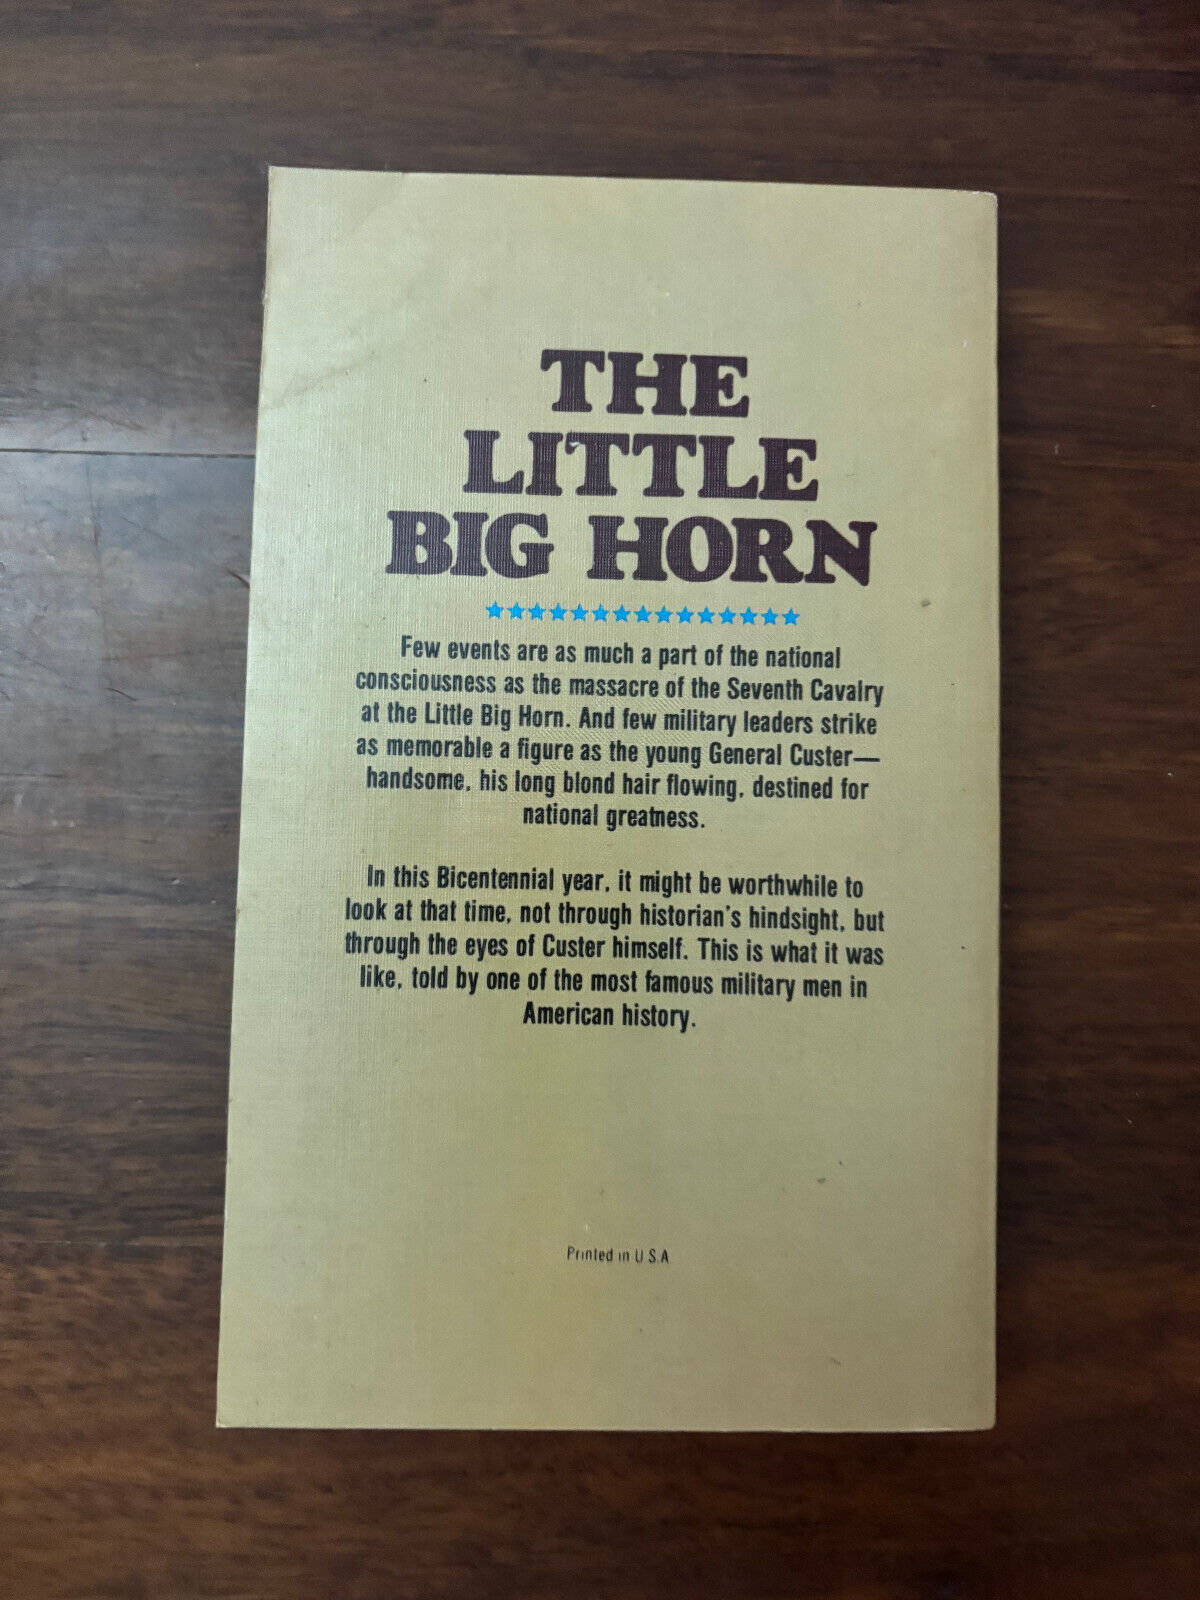 THE
LITTLE
BIG HORN
Few events are as much a part of the national
consciousness as the massacre of the Seventh Cavalry
at the Little Big Horn. And few military leaders strike
as memorable a figure as the young General Custer—
handsome, his long blond hair flowing, destined for
national greatness.
In this Bicentennial year, it might be worthwhile to
look at that time, not through historian's hindsight, but
through the eyes of Custer himself. This is what it was
like, told by one of the most famous military men in
American history.
Printed in U S.A